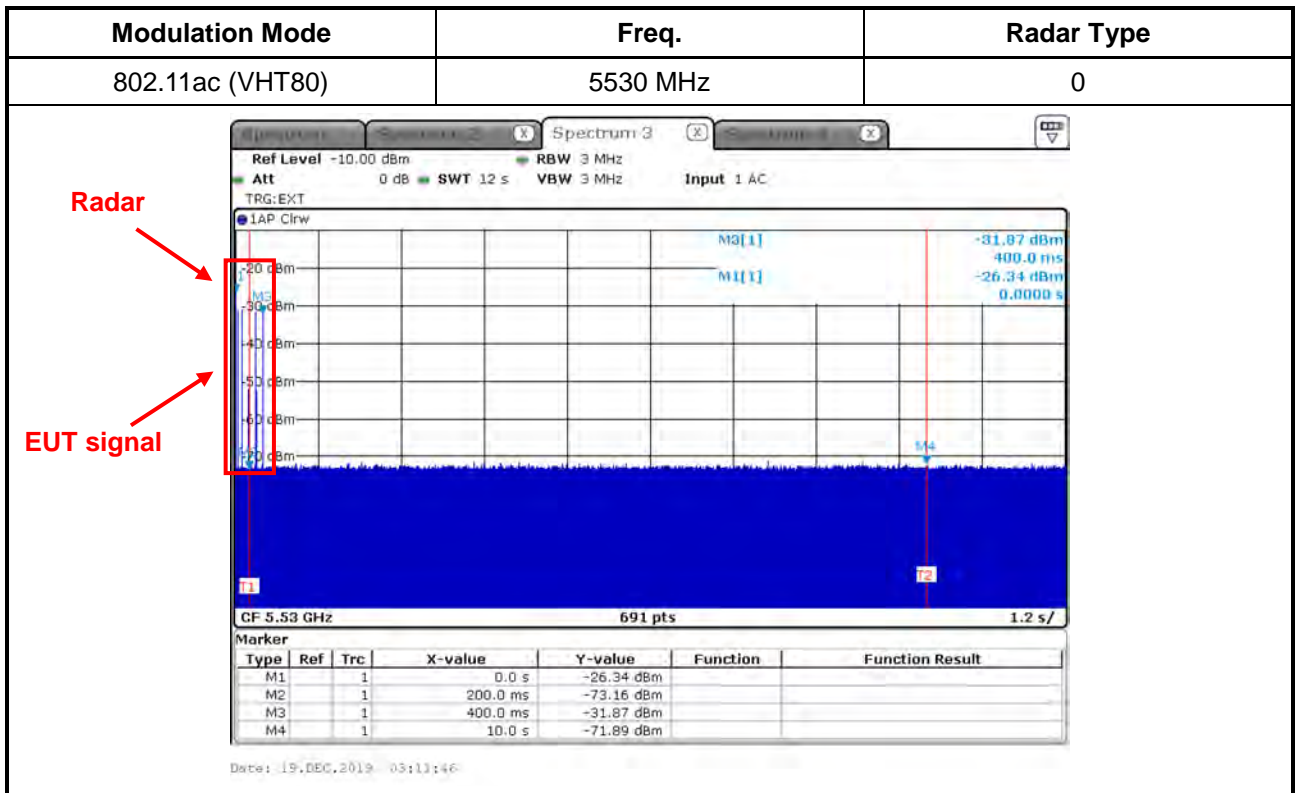 Modulation Mode Freq. Radar Type
802.11ac (VHT80) 5530 MHz 0
Spectrum 3
Ref Level -10.00 dBm RBW 3 MHz
Att 0 dB SWT 12 s VBW 3 MHz Input 1 AC
TRG:EXT
Radar
1AP Clrw
M3[1] -31.87 dBm
400.0 ms
-20 dBm M1[1] -26.34 dBm
M3 0.0000 s
-30 dBm
-40 dBm
-50 dBm
-60 dBm
EUT signal
M4
-70 dBm
T1 T2
CF 5.53 GHz 691 pts 1.2 s/
Marker
Type Ref Trc X-value Y-value Function Function Result
M1 1 0.0 s -26.34 dBm
M2 1 200.0 ms -73.16 dBm
M3 1 400.0 ms -31.87 dBm
M4 1 10.0 s -71.89 dBm
Date: 19.DEC.2019 03:11:46